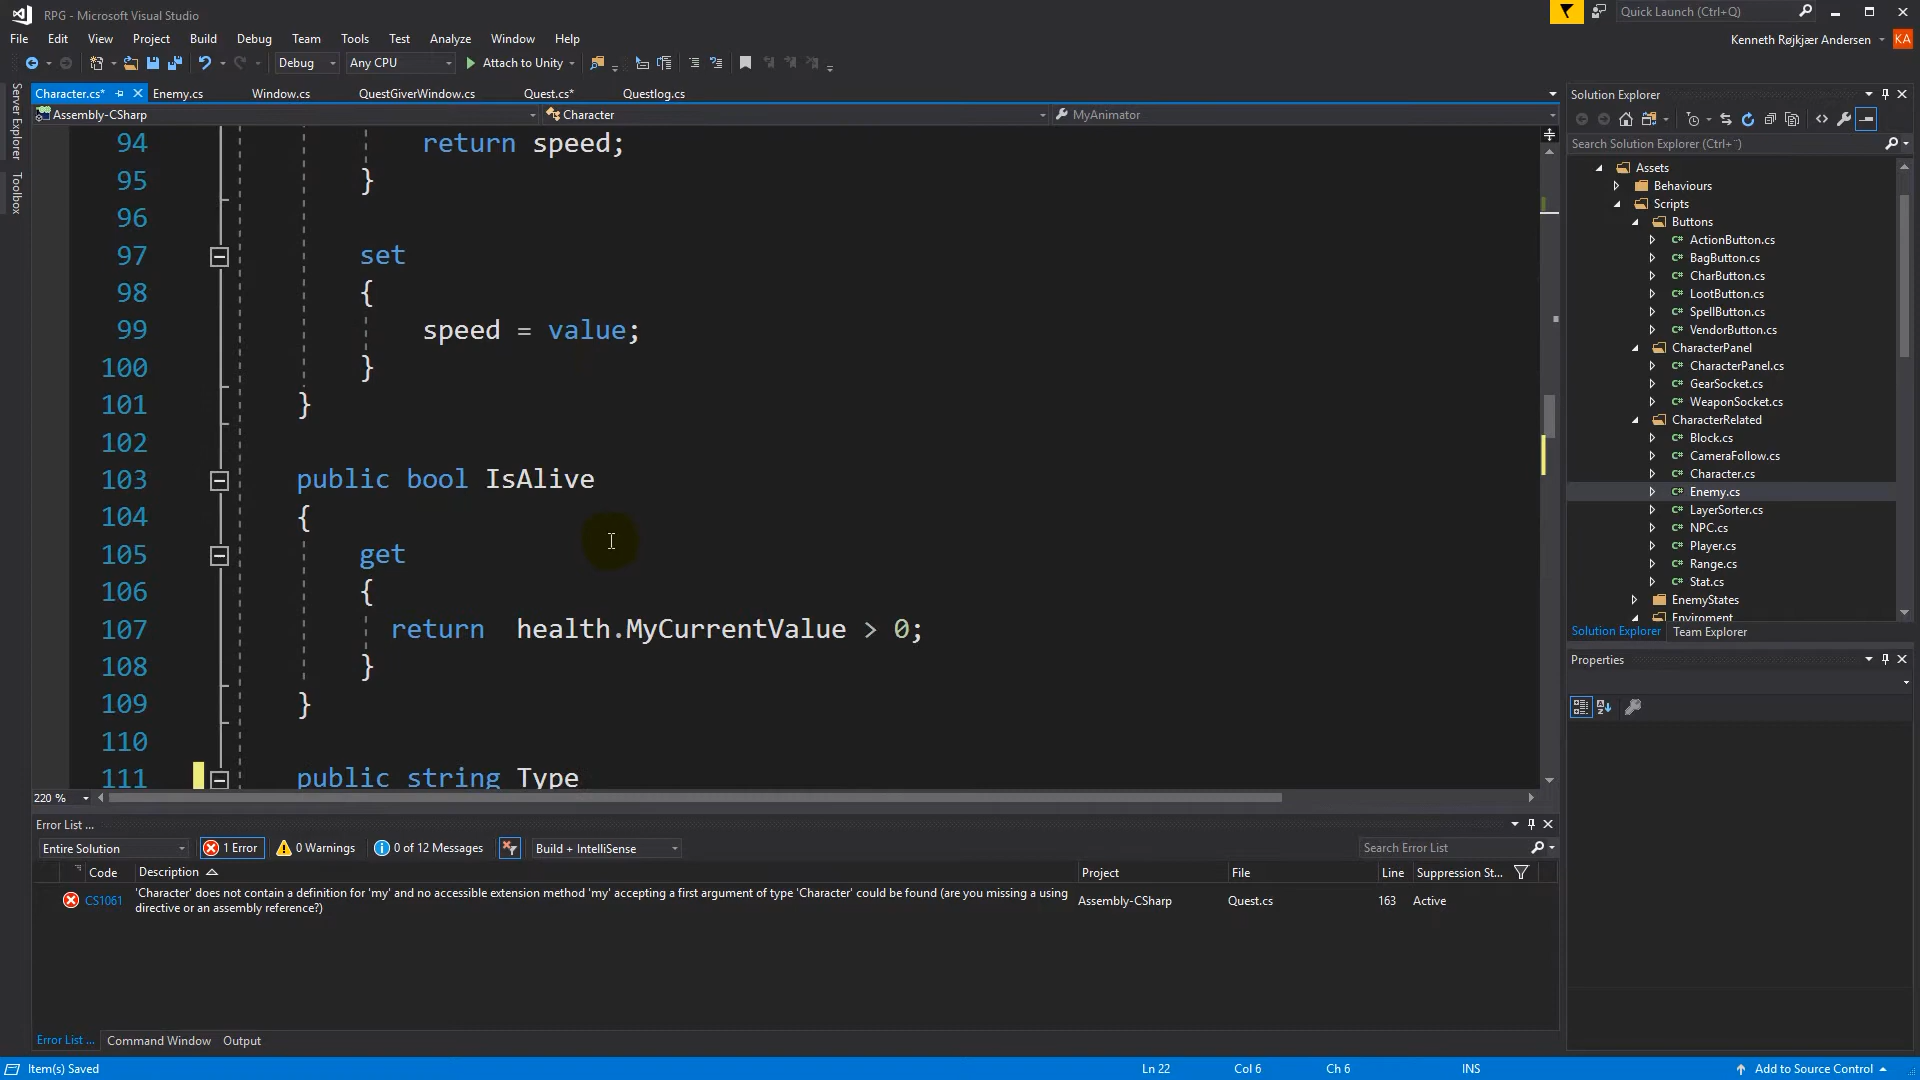 RPG - Microsoft Visual Studio
Quick Launch (Ctrl+Q)
File Edit View Project Build Debug Team Tools Test Analyze Window Help
Kenneth Røjkjær Andersen KA
Debug Any CPU Attach to Unity
Character.cs* Enemy.cs Window.cs QuestGiverWindow.cs Quest.cs* Questlog.cs
Assembly-CSharp Character MyAnimator
Server Explorer
Toolbox
94 return speed;
95 }
96
97 set
98 {
99 speed = value;
100 }
101 }
102
103 public bool IsAlive
104 {
105 get
106 {
107 return  health.MyCurrentValue > 0;
108 }
109 }
110
111 public string Type
220 %
Solution Explorer
Search Solution Explorer (Ctrl+¨)
Assets
Behaviours
Scripts
Buttons
C# ActionButton.cs
C# BagButton.cs
C# CharButton.cs
C# LootButton.cs
C# SpellButton.cs
C# VendorButton.cs
CharacterPanel
C# CharacterPanel.cs
C# GearSocket.cs
C# WeaponSocket.cs
CharacterRelated
C# Block.cs
C# CameraFollow.cs
C# Character.cs
C# Enemy.cs
C# LayerSorter.cs
C# NPC.cs
C# Player.cs
C# Range.cs
C# Stat.cs
EnemyStates
Enviroment
Solution Explorer Team Explorer
Properties
Error List ...
Entire Solution 1 Error 0 Warnings 0 of 12 Messages Build + IntelliSense Search Error List
Code Description Project File Line Suppression St...
CS1061 'Character' does not contain a definition for 'my' and no accessible extension method 'my' accepting a first argument of type 'Character' could be found (are you missing a using
directive or an assembly reference?) Assembly-CSharp Quest.cs 163 Active
Error List ... Command Window Output
Item(s) Saved Ln 22 Col 6 Ch 6 INS Add to Source Control